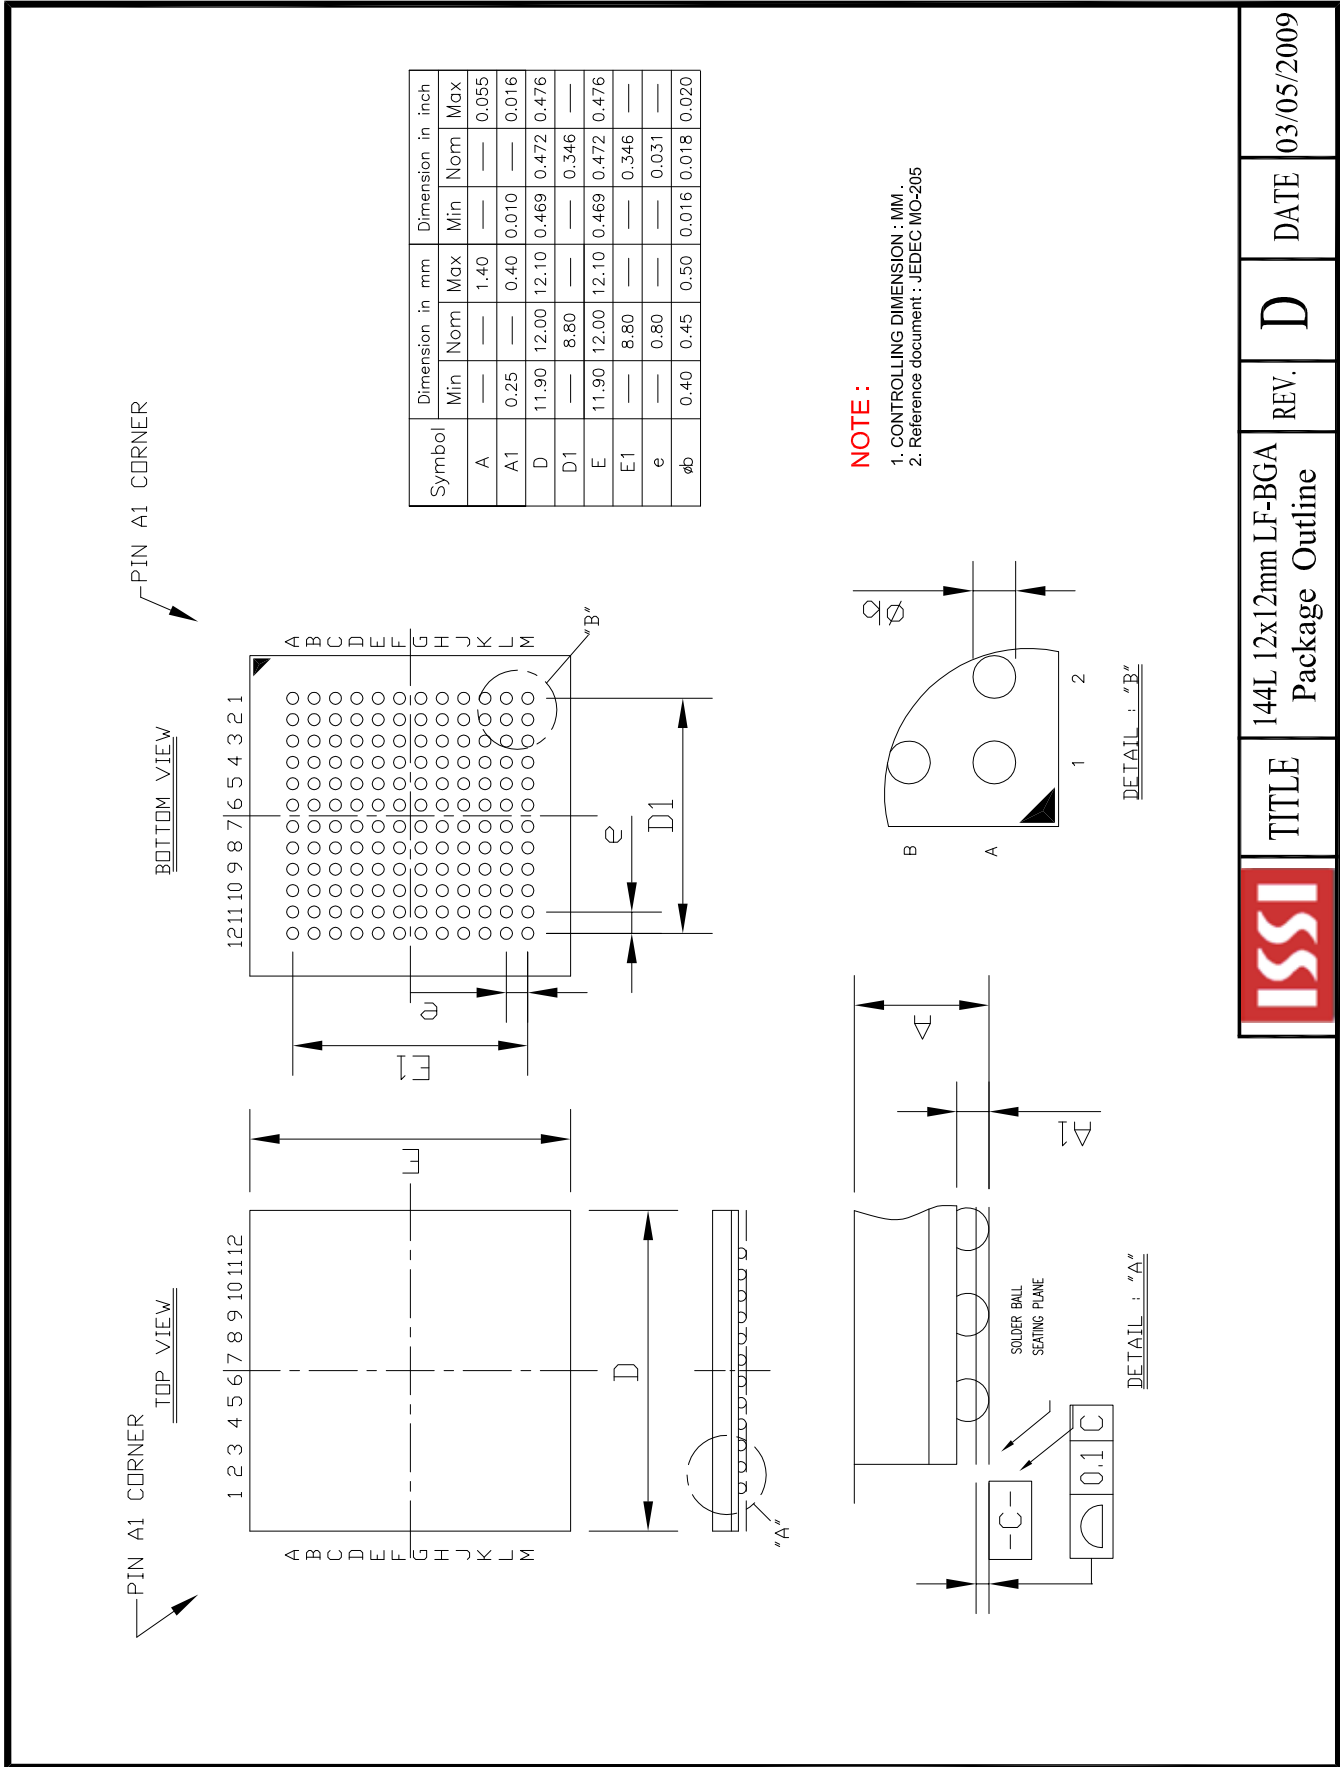 PIN A1 CORNER
TOP VIEW
1 2 3 4 5 6 7 8 9 10 11 12
A
B
C
D
E
F
G
H
J
K
L
M
E
D
"A"
PIN A1 CORNER
BOTTOM VIEW
12 11 10 9 8 7 6 5 4 3 2 1
A
B
C
D
E
F
G
H
J
K
L
M
"B"
E1
e
e
D1
Symbol Dimension in mm Dimension in inch
Min Nom Max Min Nom Max
A — — 1.40 — — 0.055
A1 0.25 — 0.40 0.010 — 0.016
D 11.90 12.00 12.10 0.469 0.472 0.476
D1 — 8.80 — — 0.346 —
E 11.90 12.00 12.10 0.469 0.472 0.476
E1 — 8.80 — — 0.346 —
e — 0.80 — — 0.031 —
øb 0.40 0.45 0.50 0.016 0.018 0.020
A
A1
SOLDER BALL
SEATING PLANE
-C-
0.1 C
DETAIL : "A"
B
A
1 2
Øb
DETAIL : "B"
NOTE :
1. CONTROLLING DIMENSION : MM .
2. Reference document : JEDEC MO-205
ISSI
TITLE
144L 12x12mm LF-BGA
Package Outline
REV.
D
DATE
03/05/2009